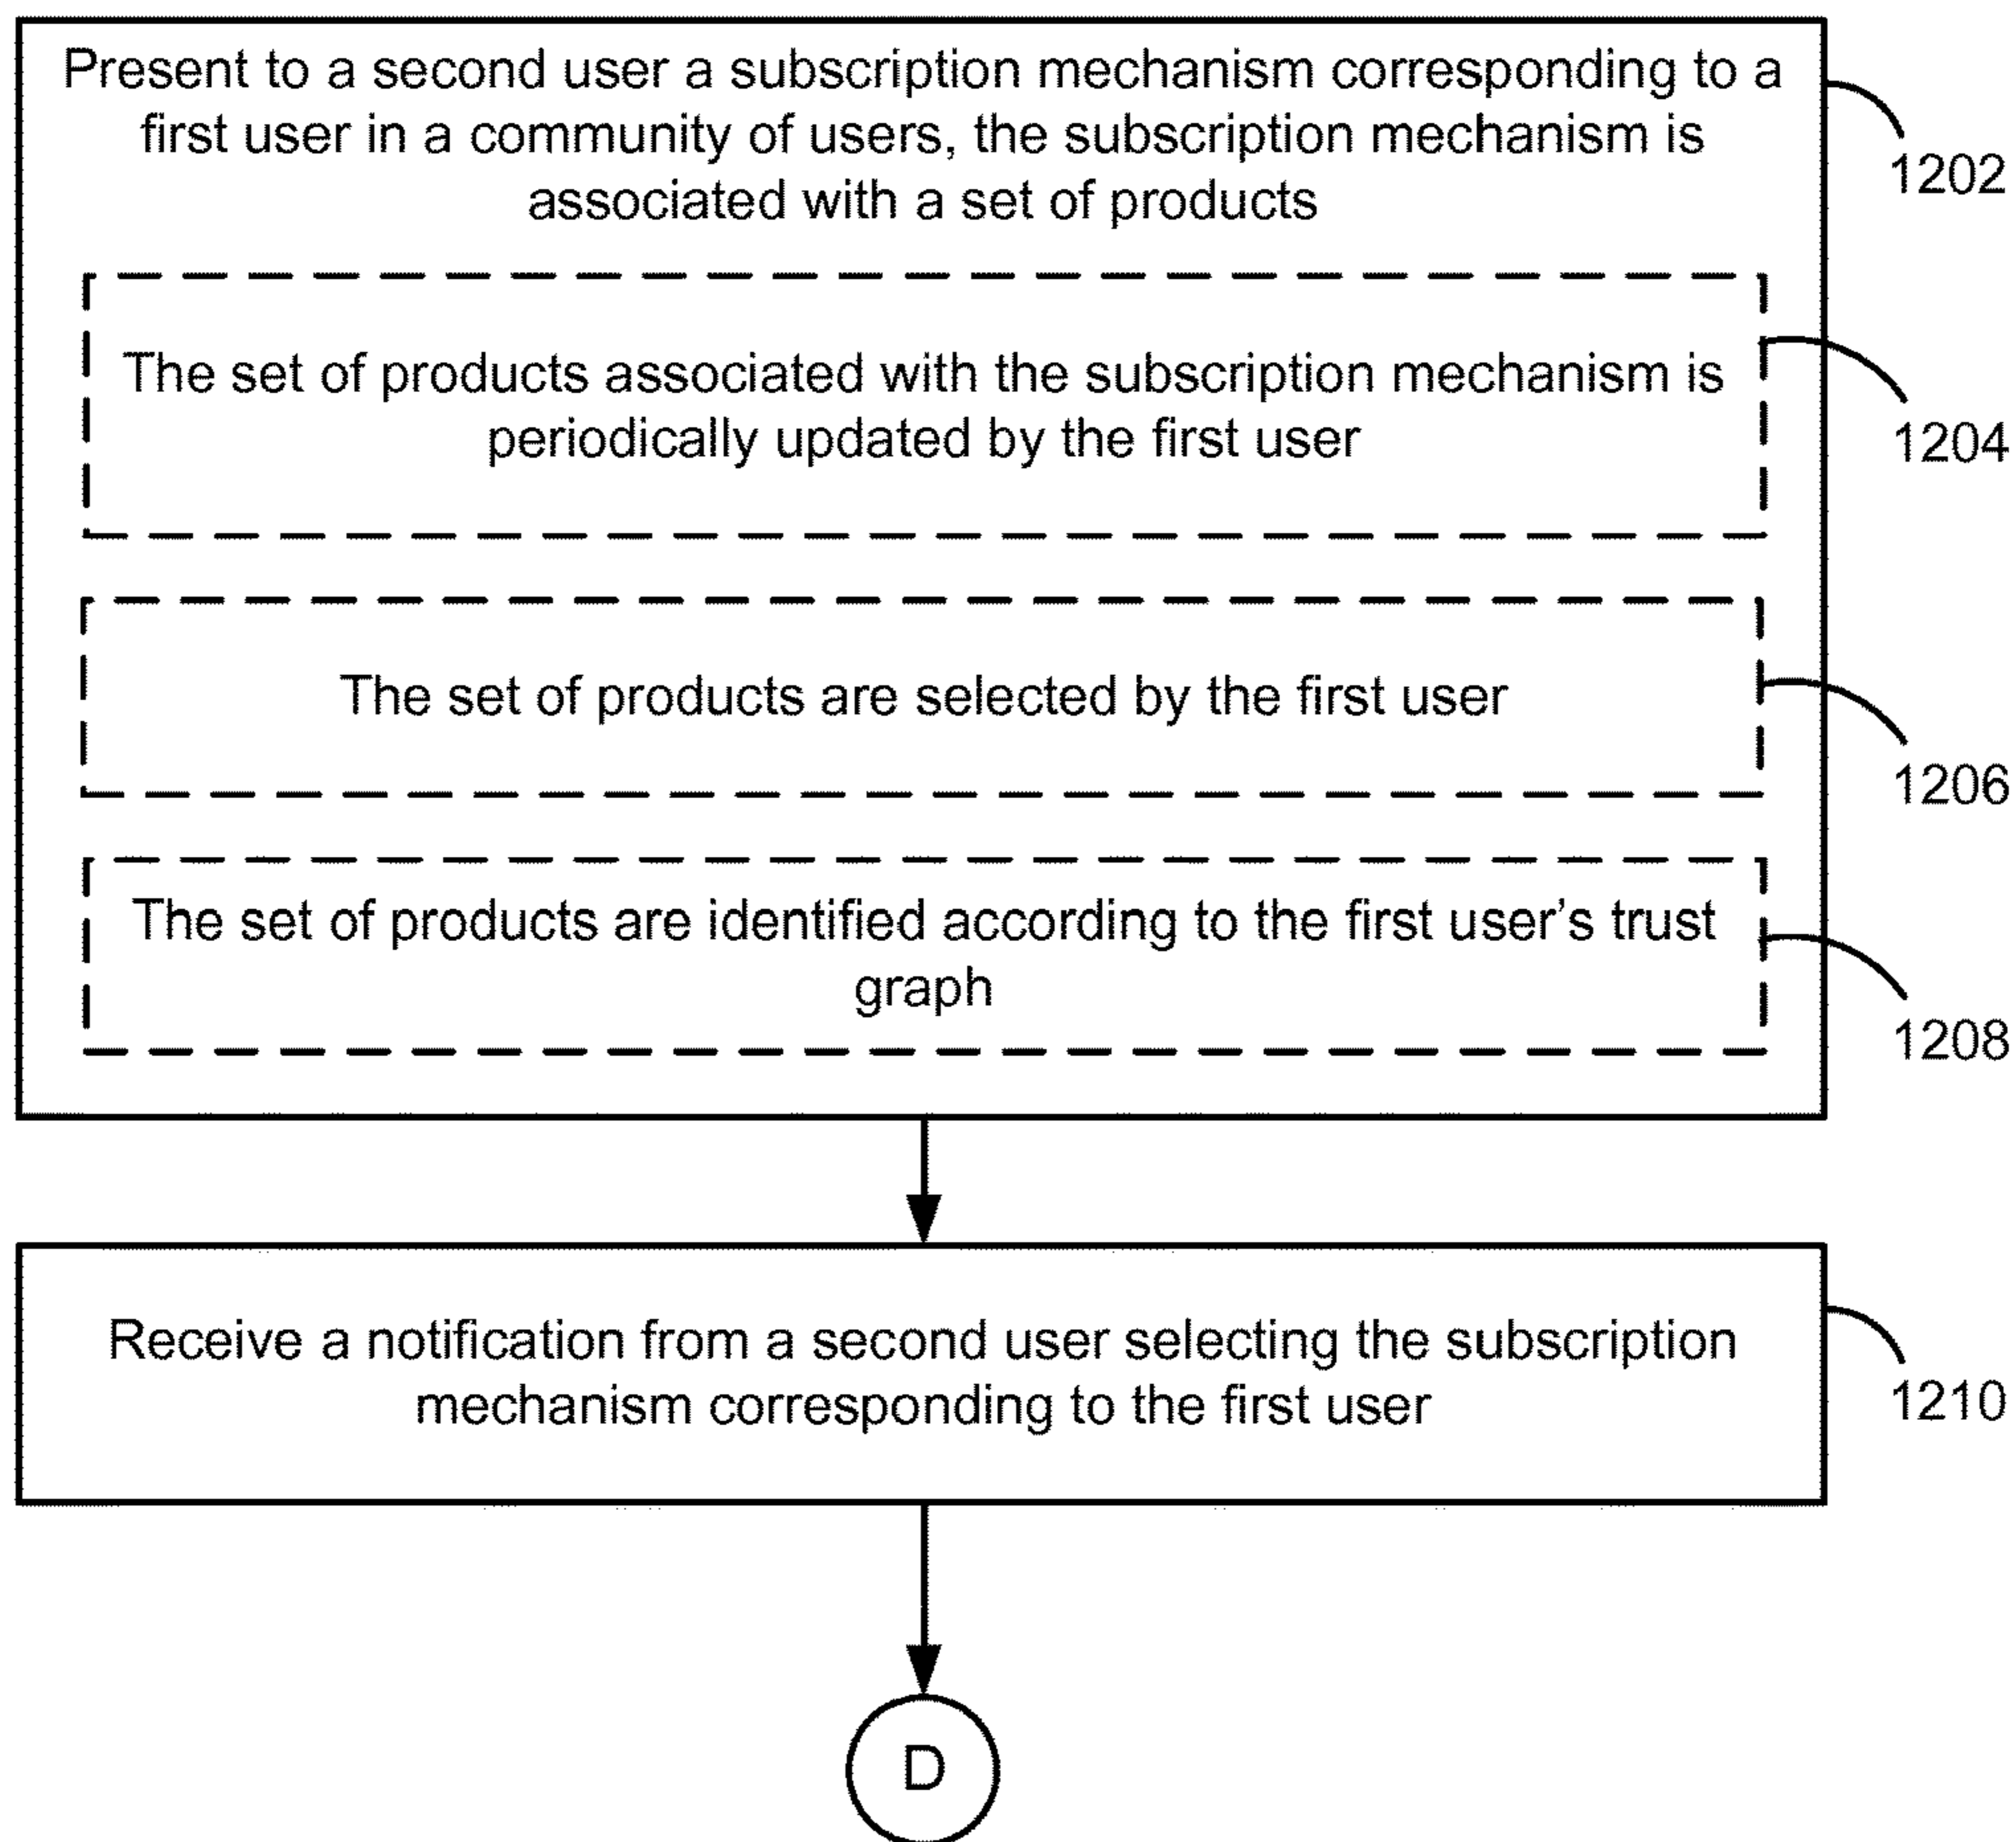 Present to a second user a subscription mechanism corresponding to a
first user in a community of users, the subscription mechanism is
associated with a set of products
1202
The set of products associated with the subscription mechanism is
periodically updated by the first user
1204
The set of products are selected by the first user
1206
The set of products are identified according to the first user's trust
graph
1208
Receive a notification from a second user selecting the subscription
mechanism corresponding to the first user
1210
D